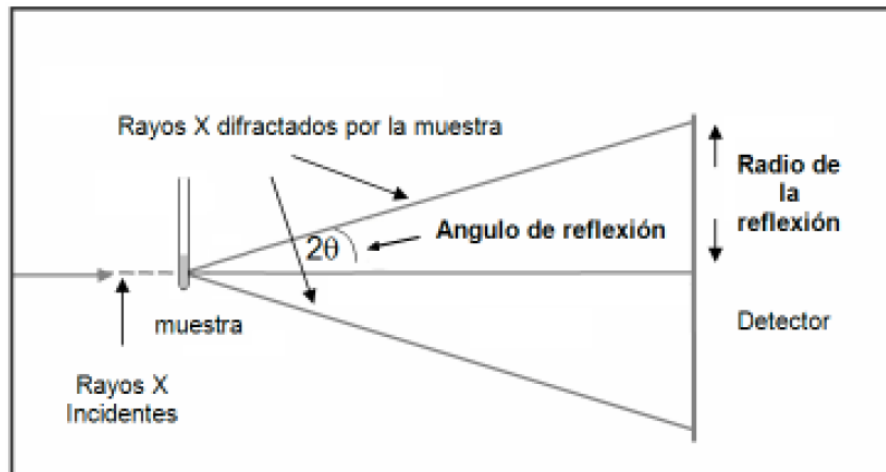 Rayos X difractados por la muestra
Radio de
la
reflexión
Angulo de reflexión
2θ
muestra
Detector
Rayos X
Incidentes